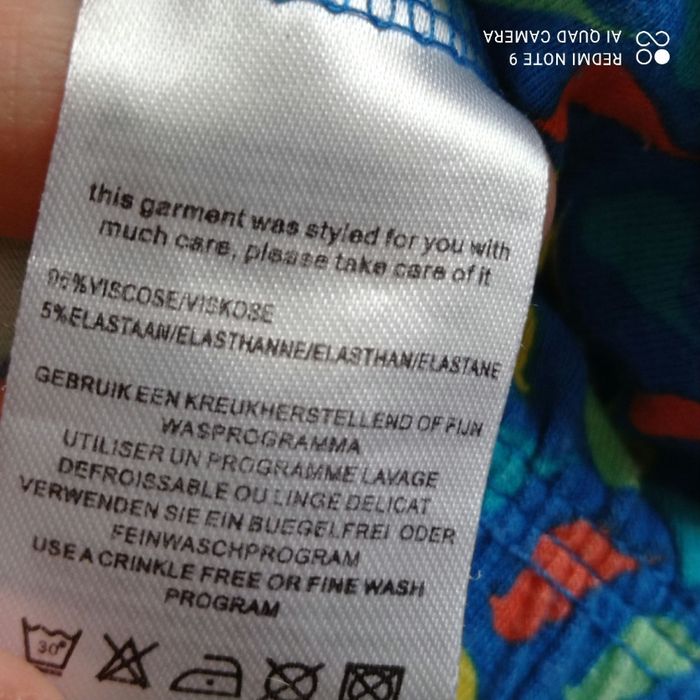 REDMI NOTE 9
AI QUAD CAMERA
this garment was styled for you with
much care, please take care of it
95%VISCOSE/VISKOSE
5%ELASTAAN/ELASTHANNE/ELASTHAN/ELASTANE
GEBRUIK EEN KREUKHERSTELLEND OF FIJN
WASPROGRAMMA
UTILISER UN PROGRAMME LAVAGE
DEFROISSABLE OU LINGE DELICAT
VERWENDEN SIE EIN BUEGELFREI ODER
FEINWASCHPROGRAM
USE A CRINKLE FREE OR FINE WASH
PROGRAM
30°